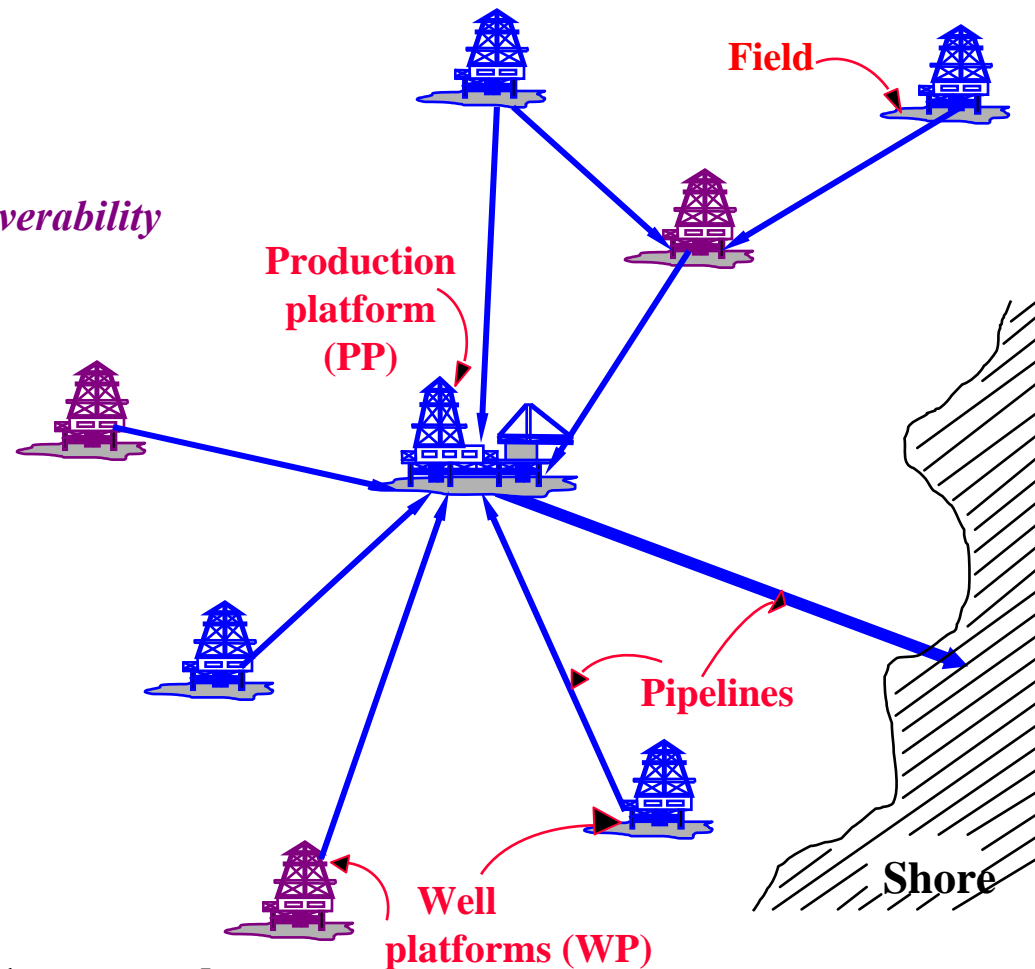 Field
verability
Production
platform
(PP)
Pipelines
Shore
Well
platforms (WP)